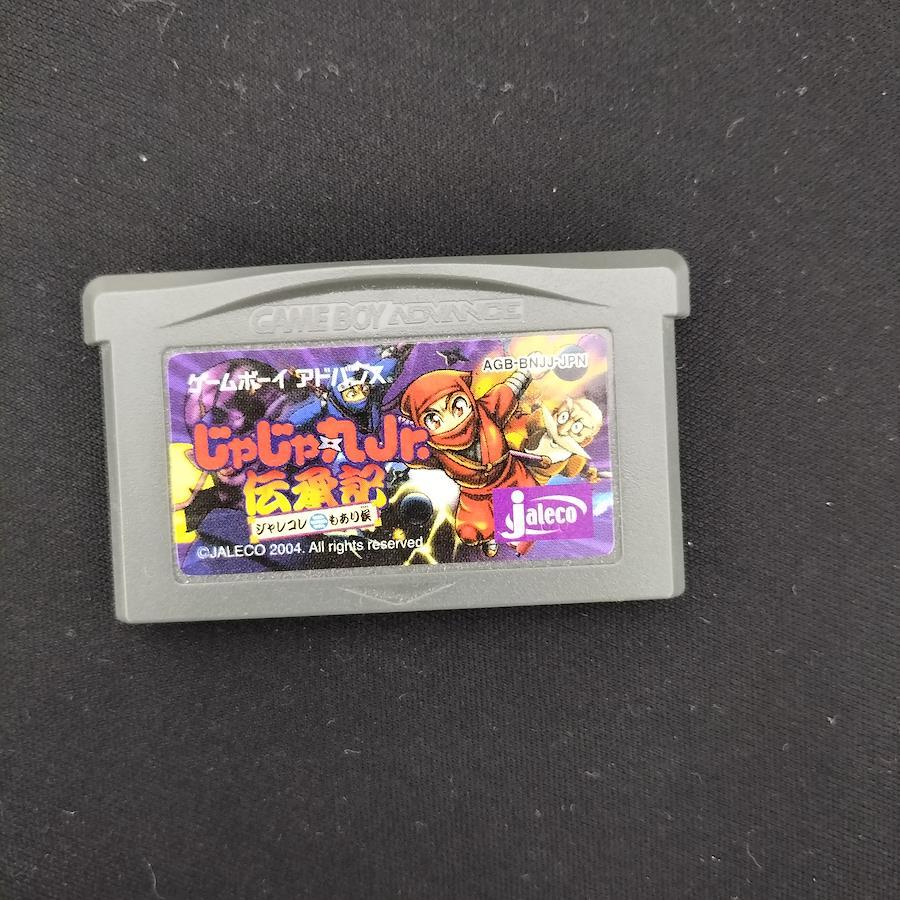 GAME BOY ADVANCE
ゲームボーイ アドバンス
AGB-BNJJ-JPN
じゃじゃ丸Jr.
伝承記
ジャレコレもあり候
jaleco
©JALECO 2004. All rights reserved